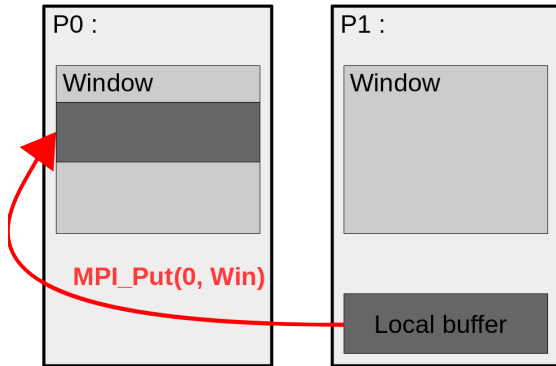 P0 :
P1 :
Window
Window
MPI_Put(0, Win)
Local buffer